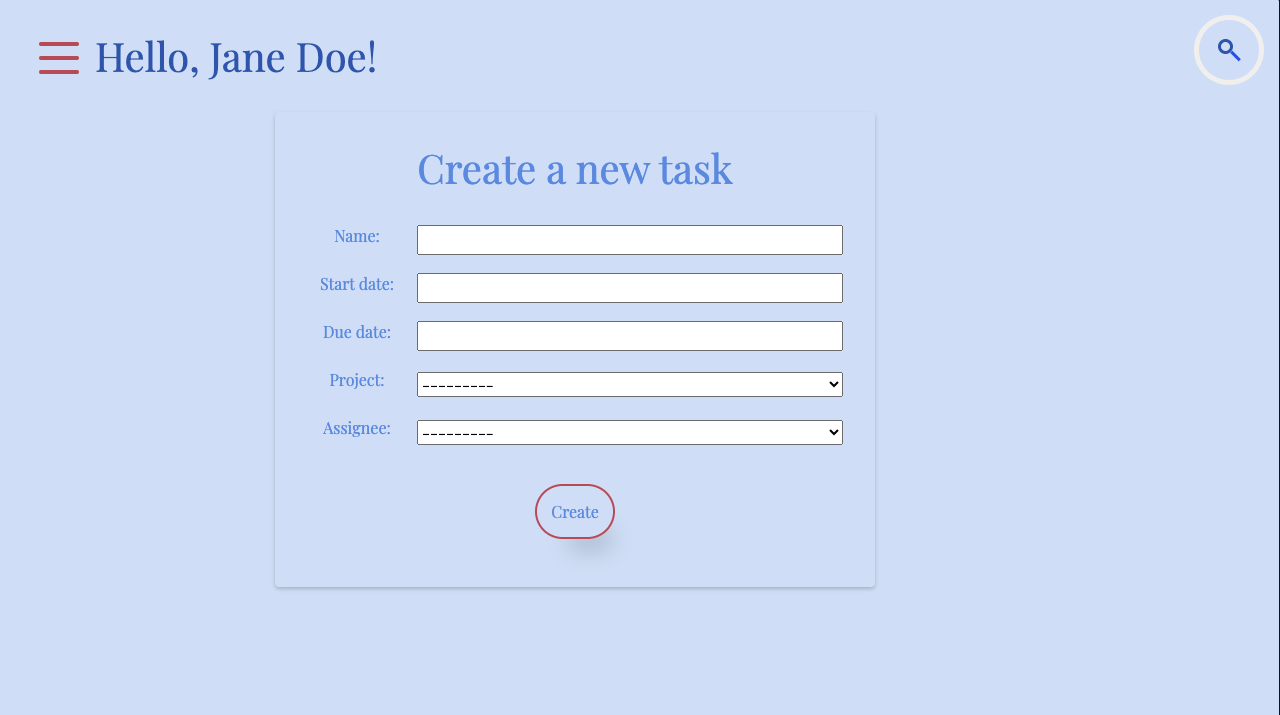 Hello, Jane Doe!
Create a new task
Name:
Start date:
Due date:
Project:
---------
Assignee:
---------
Create